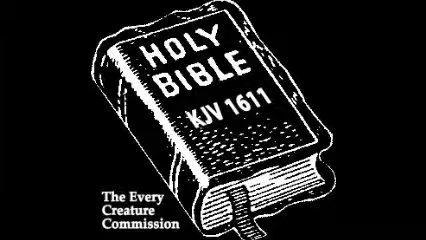 HOLY
BIBLE
KJV 1611
The Every
Creature
Commission